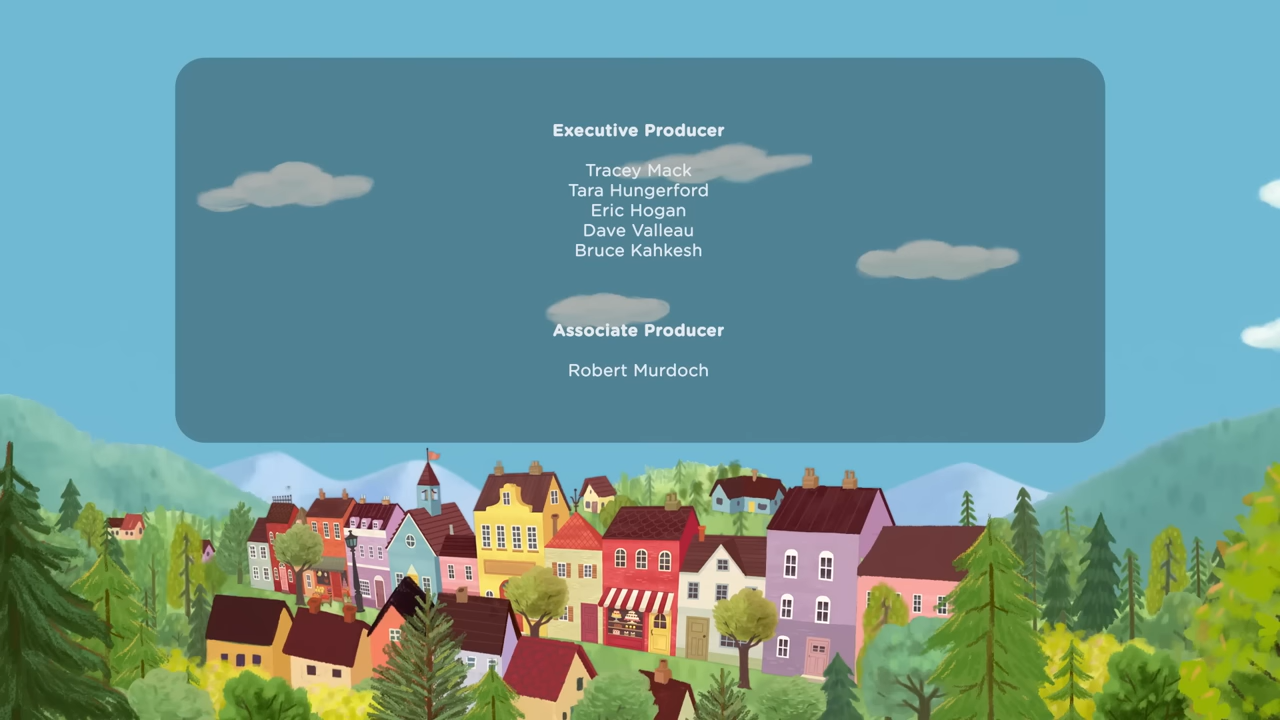 Executive Producer
Tracey Mack
Tara Hungerford
Eric Hogan
Dave Valleau
Bruce Kahkesh
Associate Producer
Robert Murdoch